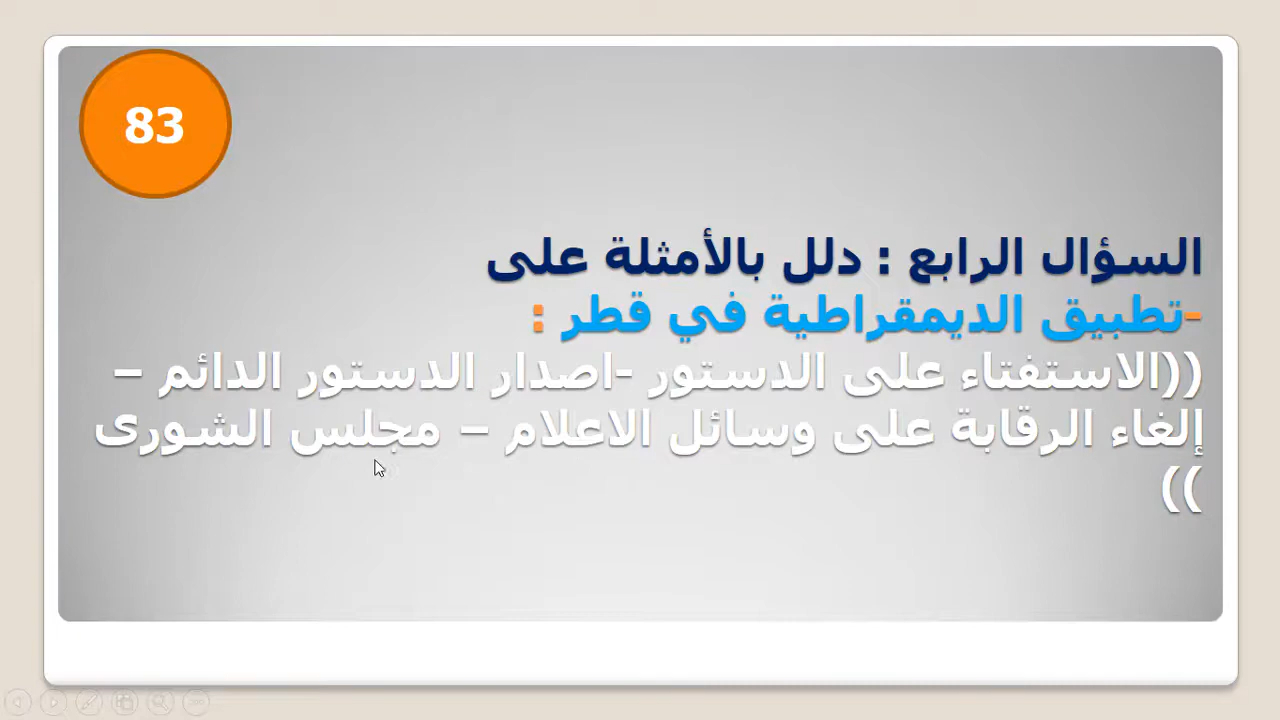 83
السؤال الرابع : دلل بالأمثلة على
-تطبيق الديمقراطية في قطر :
((الاستفتاء على الدستور -اصدار الدستور الدائم –
إلغاء الرقابة على وسائل الاعلام – مجلس الشورى
))